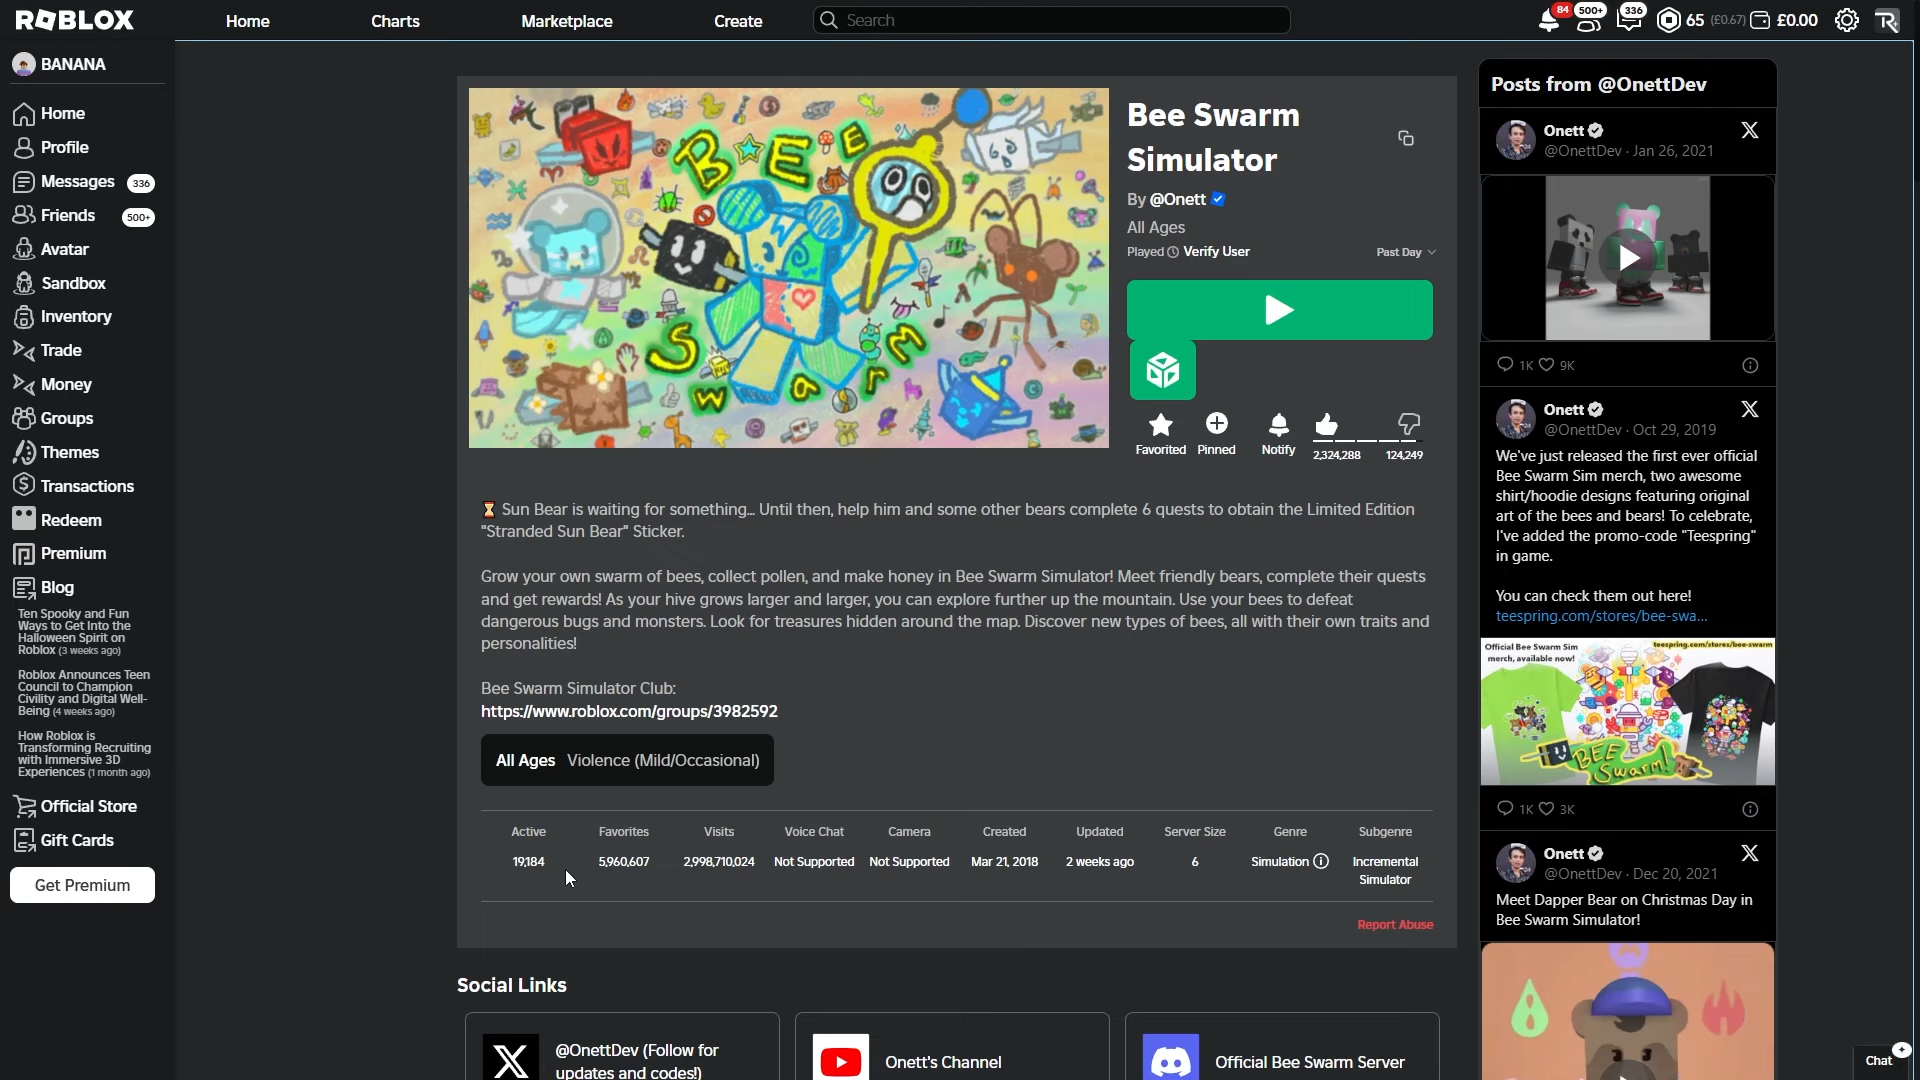 ROBLOX
Home
Charts
Marketplace
Create
Search
84
500+
336
65 (£0.67)
£0.00
BANANA
Home
Profile
Messages 336
Friends 500+
Avatar
Sandbox
Inventory
Trade
Money
Groups
Themes
Transactions
Redeem
Premium
Blog
Ten Spooky and Fun
Ways to Get Into the
Halloween Spirit on
Roblox (3 weeks ago)
Roblox Announces Teen
Council to Champion
Civility and Digital Well-
Being (4 weeks ago)
How Roblox is
Transforming Recruiting
with Immersive 3D
Experiences (1 month ago)
Official Store
Gift Cards
Get Premium
BEE
Swarm
Bee Swarm
Simulator
By @Onett
All Ages
Played Verify User
Past Day
Favorited
Pinned
Notify
2,324,288
124,249
Sun Bear is waiting for something... Until then, help him and some other bears complete 6 quests to obtain the Limited Edition
"Stranded Sun Bear" Sticker.
Grow your own swarm of bees, collect pollen, and make honey in Bee Swarm Simulator! Meet friendly bears, complete their quests
and get rewards! As your hive grows larger and larger, you can explore further up the mountain. Use your bees to defeat
dangerous bugs and monsters. Look for treasures hidden around the map. Discover new types of bees, all with their own traits and
personalities!
Bee Swarm Simulator Club:
https://www.roblox.com/groups/3982592
All Ages Violence (Mild/Occasional)
Active Favorites Visits Voice Chat Camera Created Updated Server Size Genre Subgenre
19,184 5,960,607 2,998,710,024 Not Supported Not Supported Mar 21, 2018 2 weeks ago 6 Simulation Incremental
Simulator
Report Abuse
Social Links
@OnettDev (Follow for
updates and codes!)
Onett's Channel
Official Bee Swarm Server
Posts from @OnettDev
Onett
@OnettDev · Jan 26, 2021
1K 9K
Onett
@OnettDev · Oct 29, 2019
We've just released the first ever official
Bee Swarm Sim merch, two awesome
shirt/hoodie designs featuring original
art of the bees and bears! To celebrate,
I've added the promo-code "Teespring"
in game.
You can check them out here!
teespring.com/stores/bee-swa...
Official Bee Swarm Sim
merch, available now!
teespring.com/stores/bee-swarm
BEE
Swarm!
1K 3K
Onett
@OnettDev · Dec 20, 2021
Meet Dapper Bear on Christmas Day in
Bee Swarm Simulator!
Chat